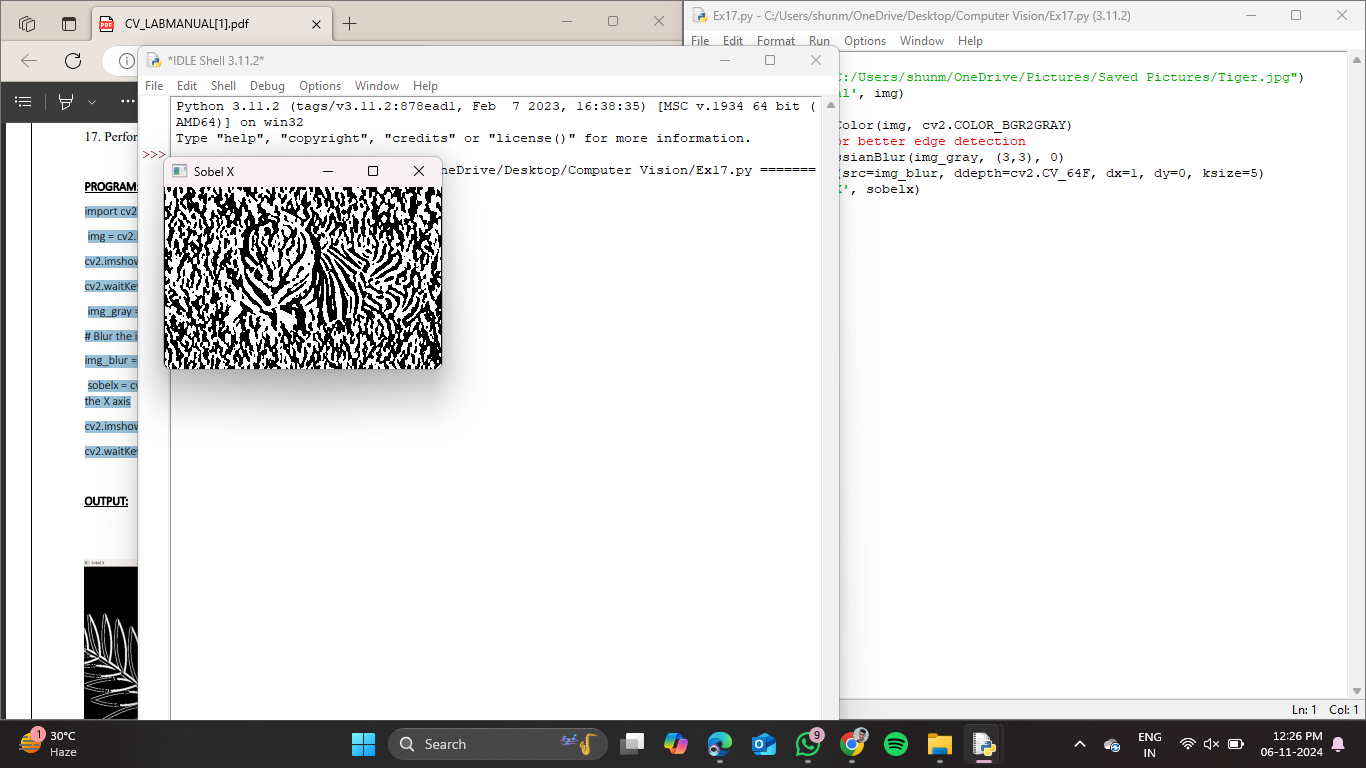 CV_LABMANUAL[1].pdf
17. Perfor
PROGRAM:
import cv2
img = cv2.
cv2.imshow
cv2.waitKey
img_gray =
# Blur the i
img_blur =
sobelx = cv
the X axis
cv2.imshow
cv2.waitKey
OUTPUT:
Sobel X
*IDLE Shell 3.11.2*
File Edit Shell Debug Options Window Help
Python 3.11.2 (tags/v3.11.2:878ead1, Feb  7 2023, 16:38:35) [MSC v.1934 64 bit (
AMD64)] on win32
Type "help", "copyright", "credits" or "license()" for more information.
>>>
neDrive/Desktop/Computer Vision/Ex17.py =======
Sobel X
Ex17.py - C:/Users/shunm/OneDrive/Desktop/Computer Vision/Ex17.py (3.11.2)
File Edit Format Run Options Window Help
C:/Users/shunm/OneDrive/Pictures/Saved Pictures/Tiger.jpg")
al', img)
Color(img, cv2.COLOR_BGR2GRAY)
or better edge detection
ssianBlur(img_gray, (3,3), 0)
(src=img_blur, ddepth=cv2.CV_64F, dx=1, dy=0, ksize=5)
X', sobelx)
Ln: 1 Col: 1
1
30°C
Haze
Search
9
ENG
IN
12:26 PM
06-11-2024